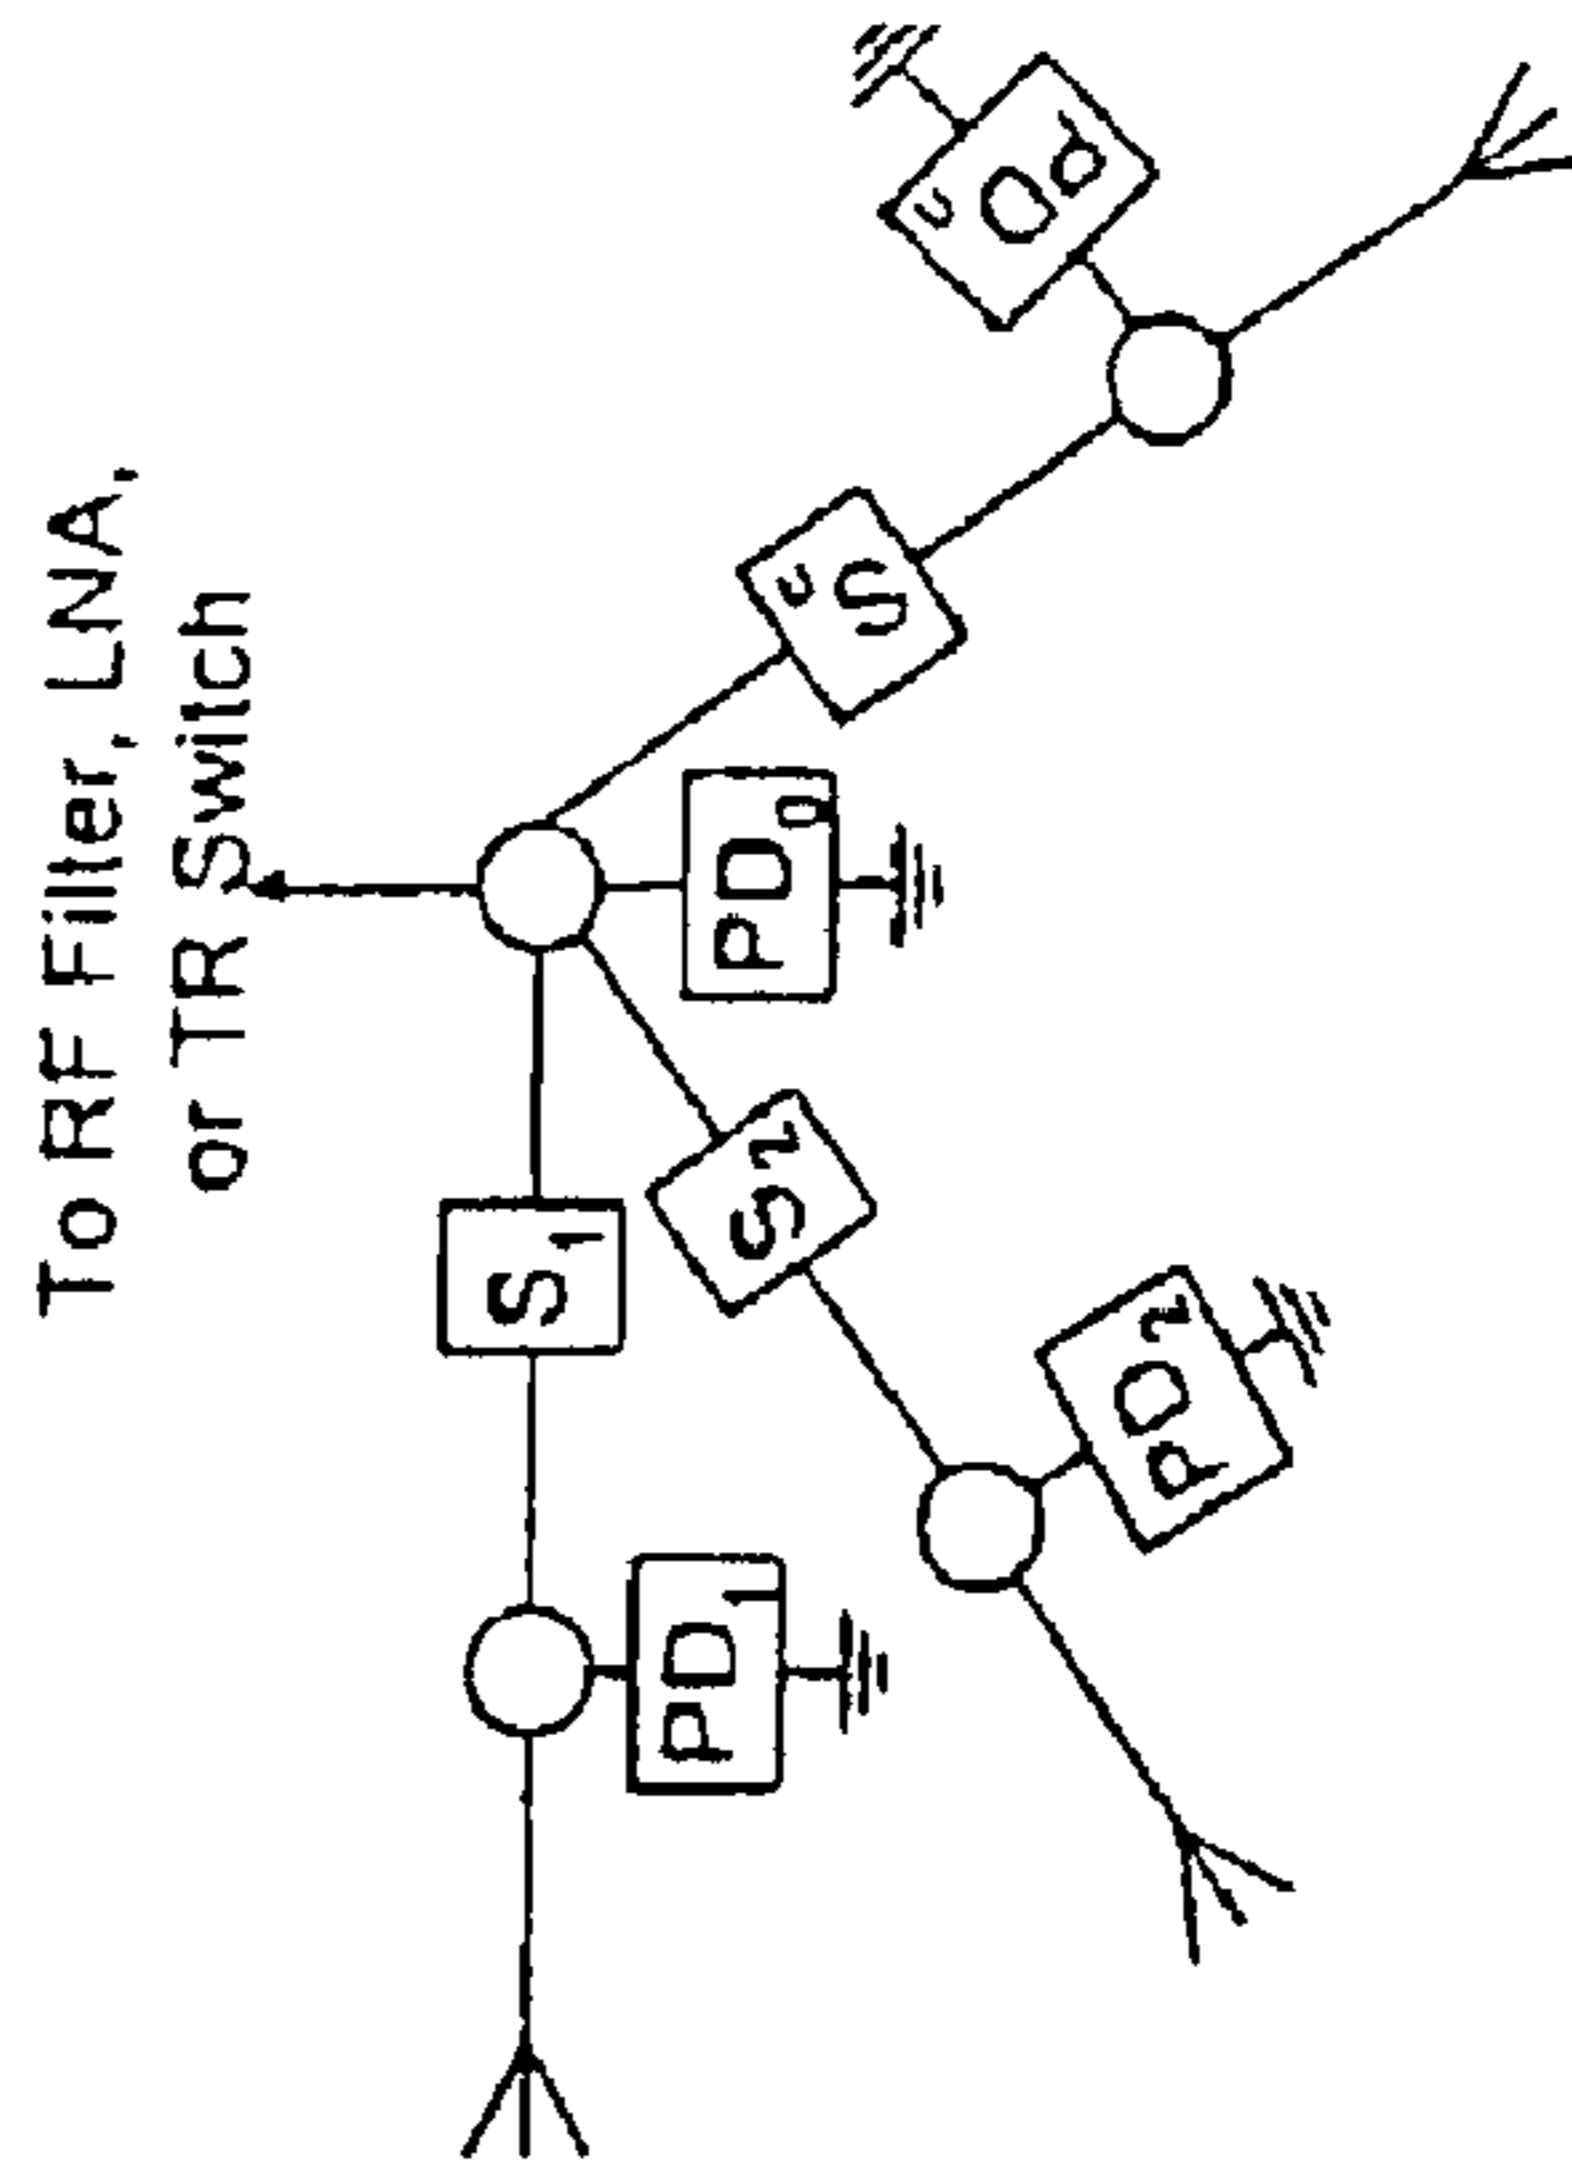 To RF Filter, LNA,
or TR Switch
S1
PD1
S2
PD2
PD0
Sn
PDn